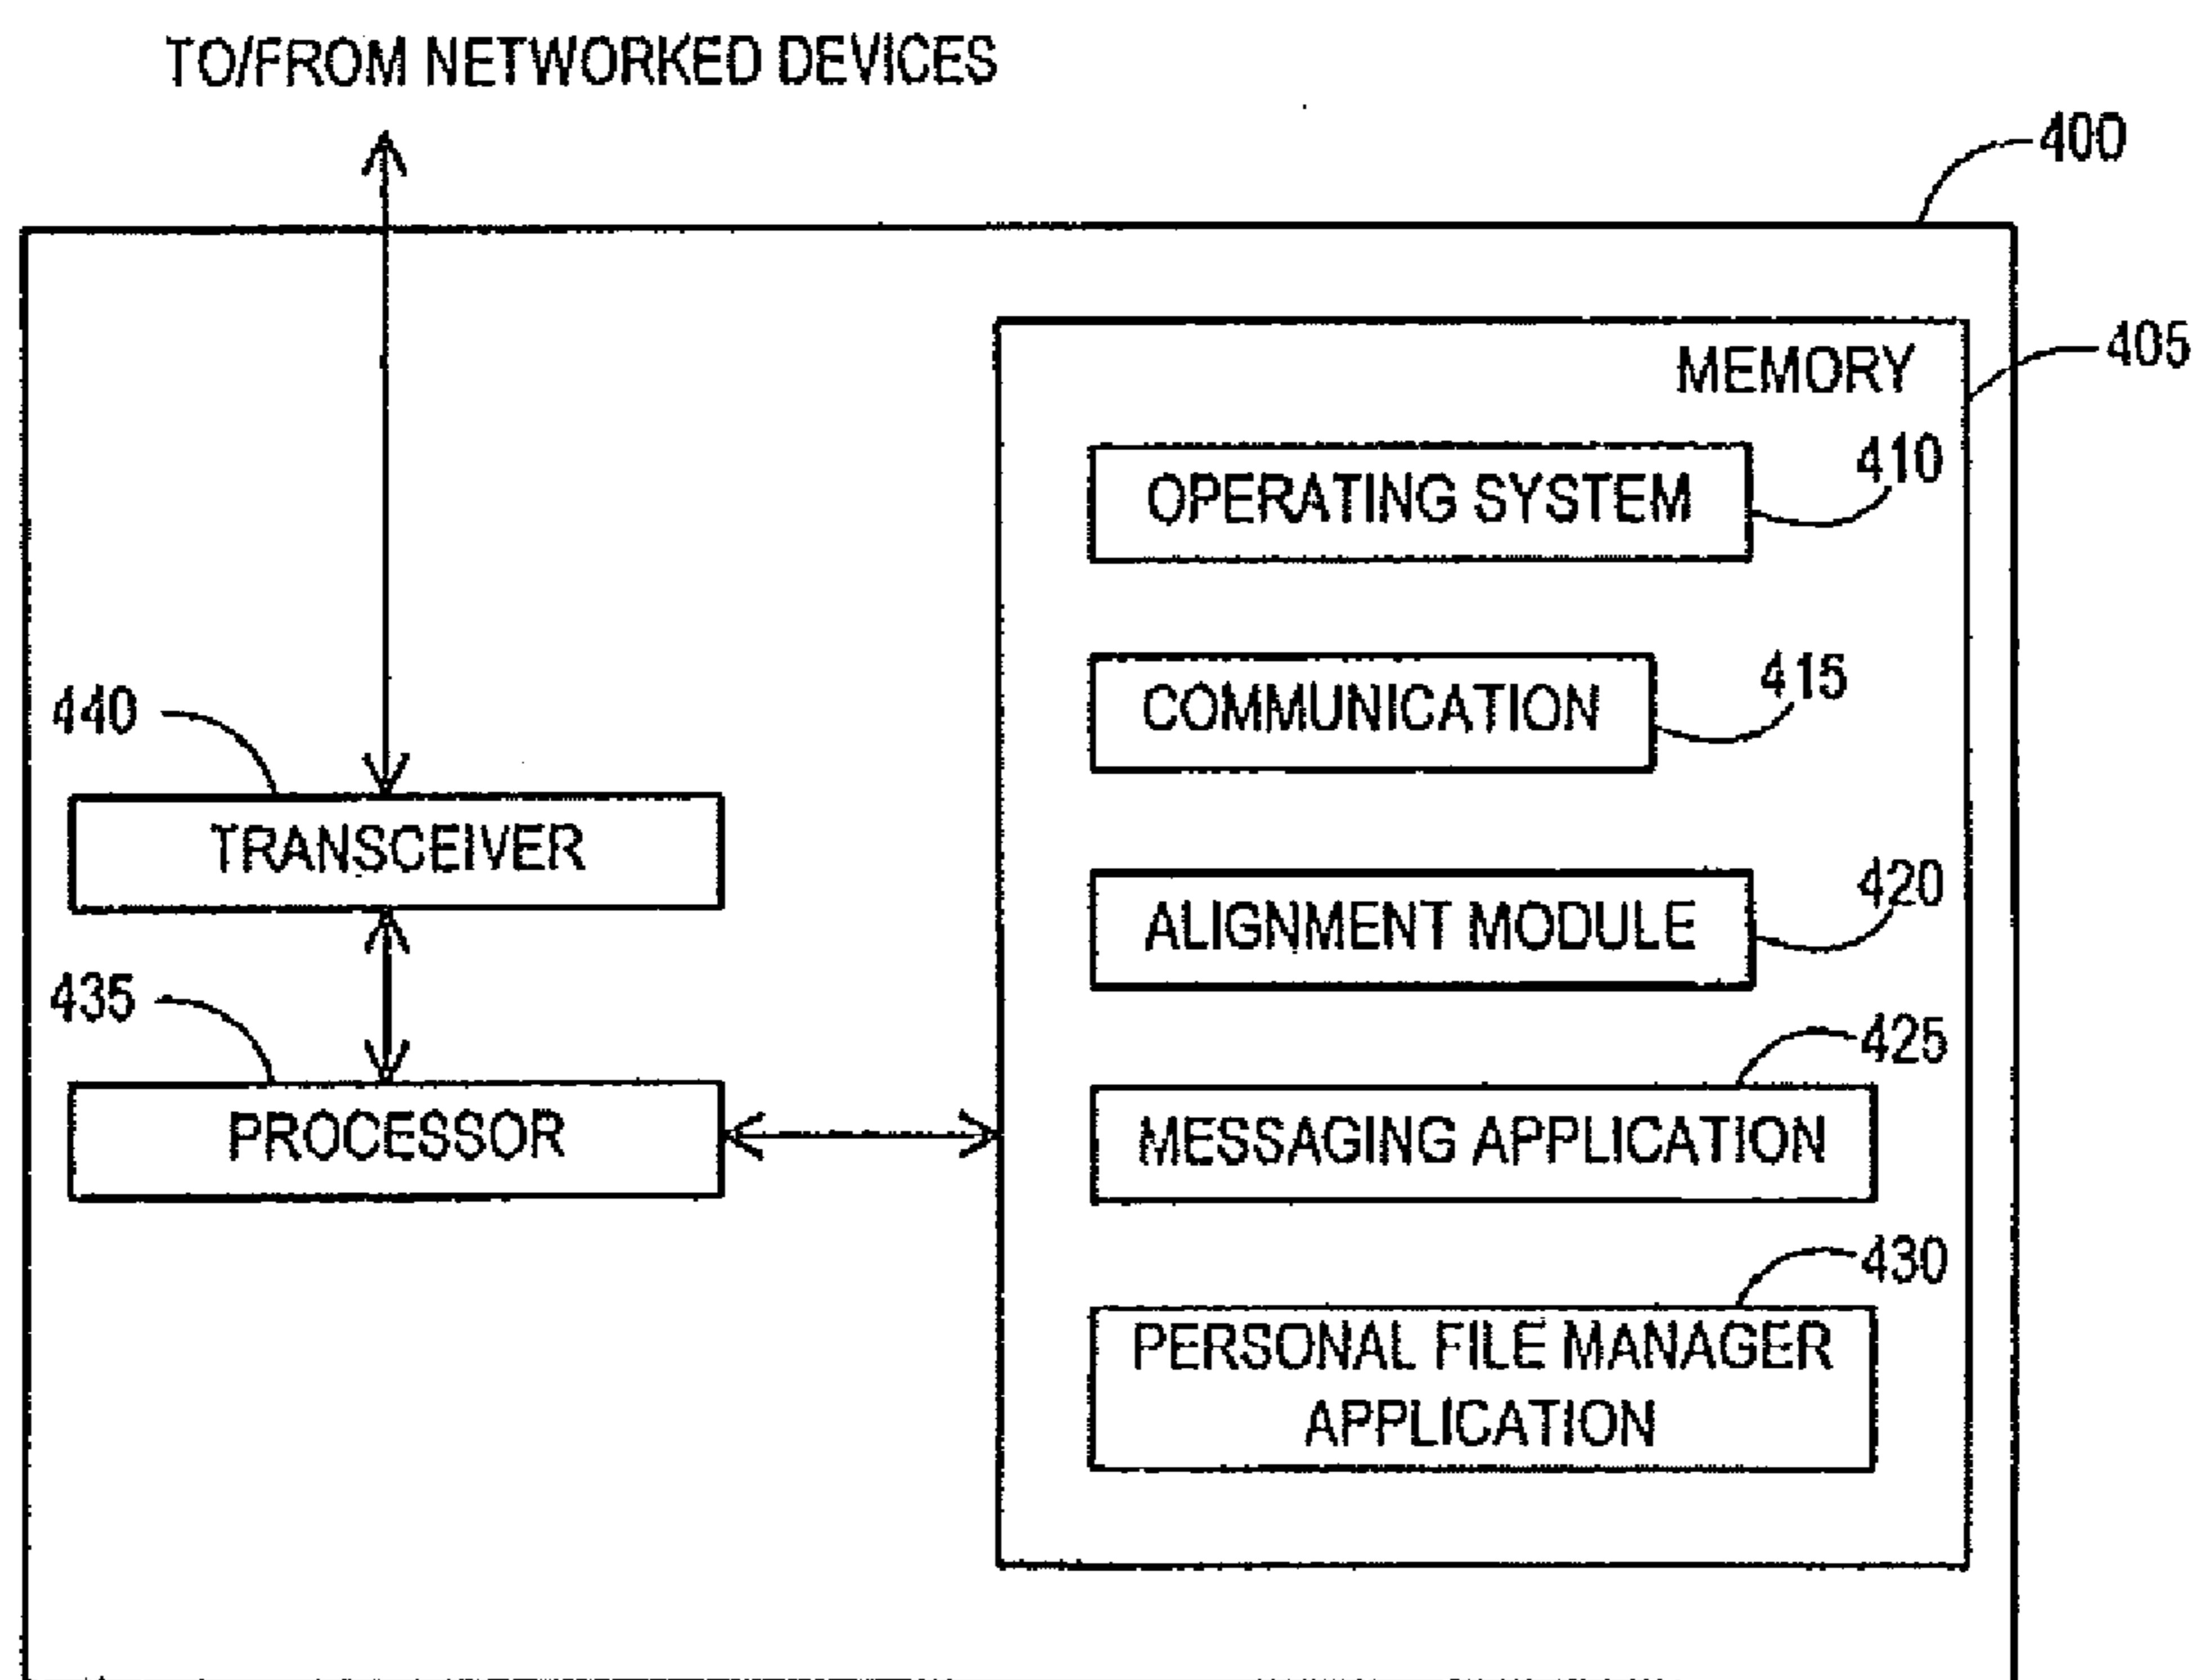 TO/FROM NETWORKED DEVICES
400
MEMORY
405
OPERATING SYSTEM
410
COMMUNICATION
415
440
TRANSCEIVER
ALIGNMENT MODULE
420
435
PROCESSOR
425
MESSAGING APPLICATION
430
PERSONAL FILE MANAGER
APPLICATION